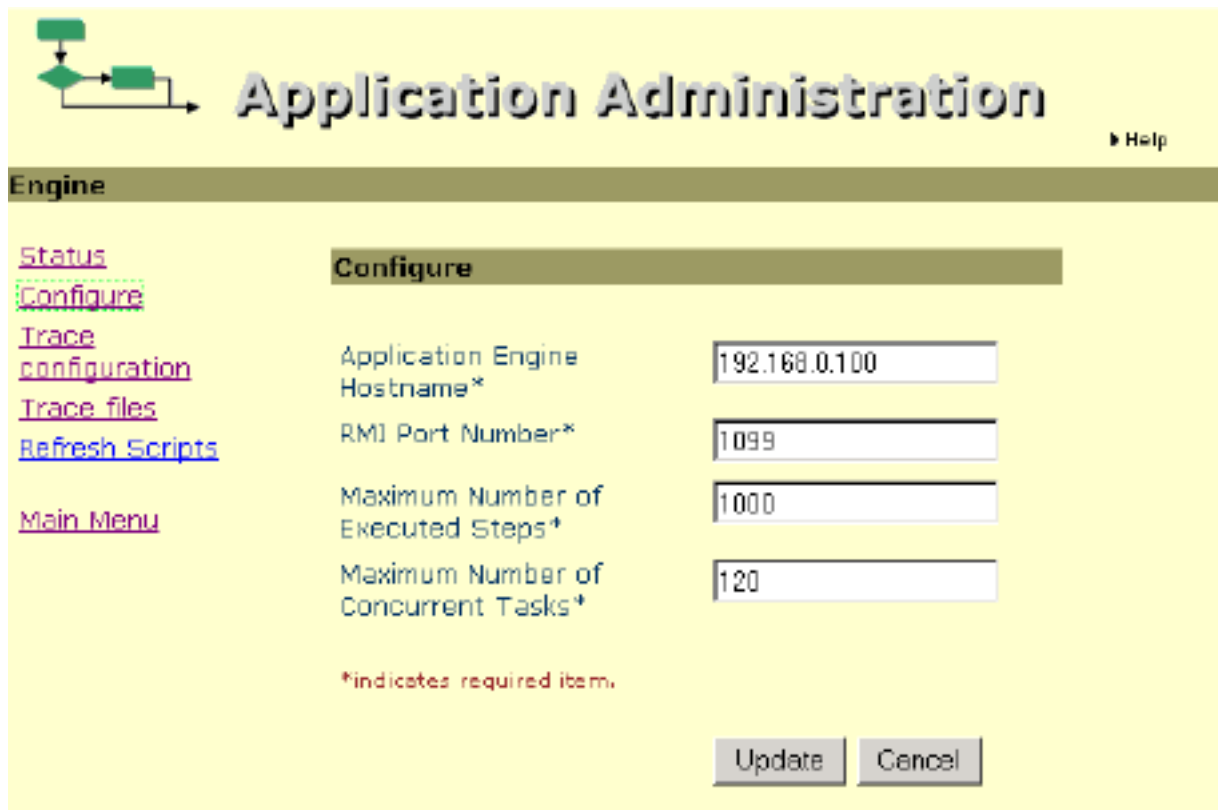 Application Administration
Help
Engine
Status
Configure
Trace
configuration
Trace files
Refresh Scripts
Main Menu
Configure
Application Engine
Hostname*
192.168.0.100
RMI Port Number*
1099
Maximum Number of
Executed Steps*
1000
Maximum Number of
Concurrent Tasks*
120
*indicates required item.
Update
Cancel